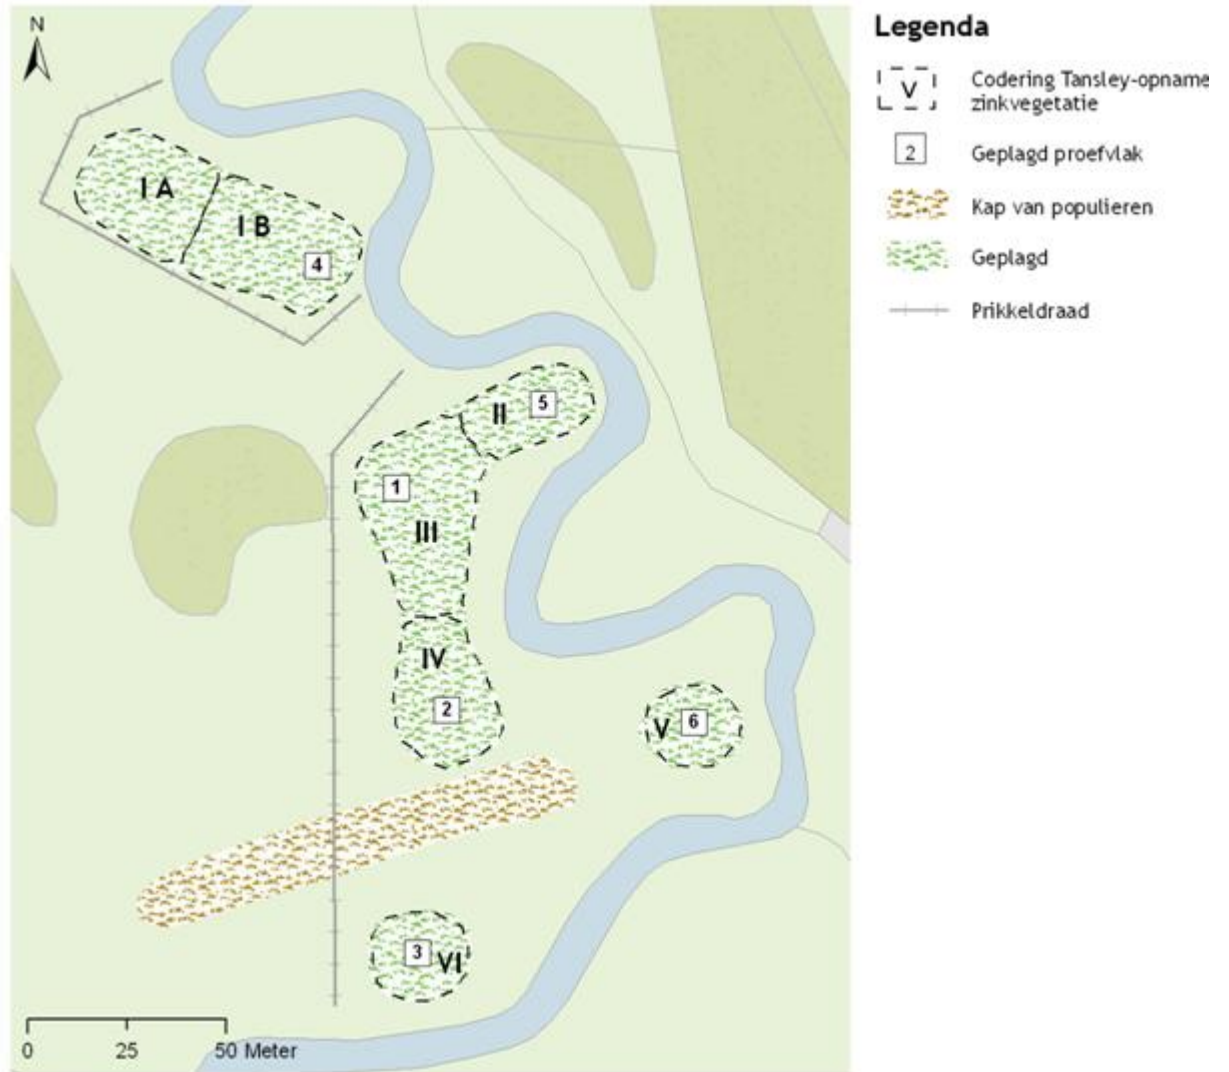 N
I A
I B
4
II
5
1
III
IV
2
V
6
3
VI
0 25 50 Meter
Legenda
V
Codering Tansley-opname
zinkvegetatie
2
Geplagd proefvlak
Kap van populieren
Geplagd
Prikkeldraad